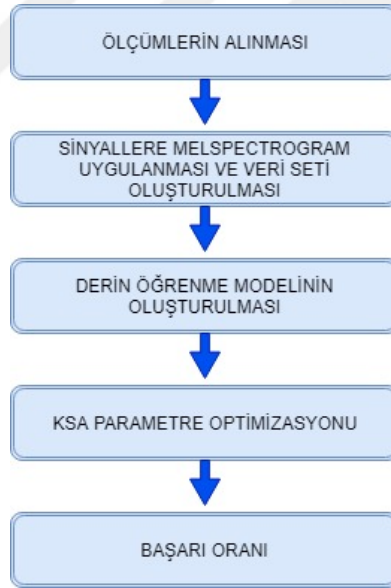 ÖLÇÜMLERİN ALINMASI
SİNYALLERE MELSPECTROGRAM
UYGULANMASI VE VERİ SETİ
OLUŞTURULMASI
DERİN ÖĞRENME MODELİNİN
OLUŞTURULMASI
KSA PARAMETRE OPTİMİZASYONU
BAŞARI ORANI